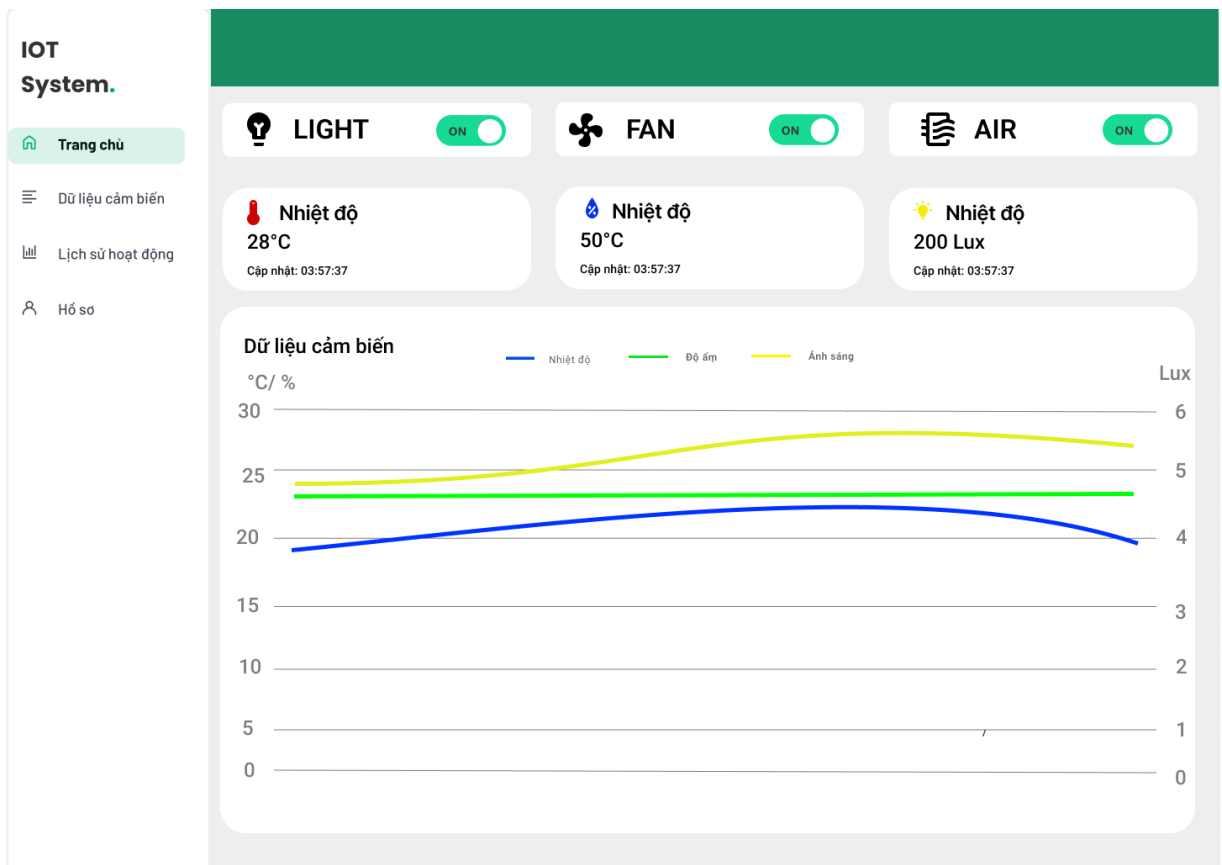 IOT
System.
Trang chủ
Dữ liệu cảm biến
Lịch sử hoạt động
Hồ sơ
LIGHT
ON
FAN
ON
AIR
ON
Nhiệt độ
28°C
Cập nhật: 03:57:37
Nhiệt độ
50°C
Cập nhật: 03:57:37
Nhiệt độ
200 Lux
Cập nhật: 03:57:37
Dữ liệu cảm biến
Nhiệt độ
Độ ẩm
Ánh sáng
°C/ %
Lux
30
6
25
5
20
4
15
3
10
2
5
1
0
0